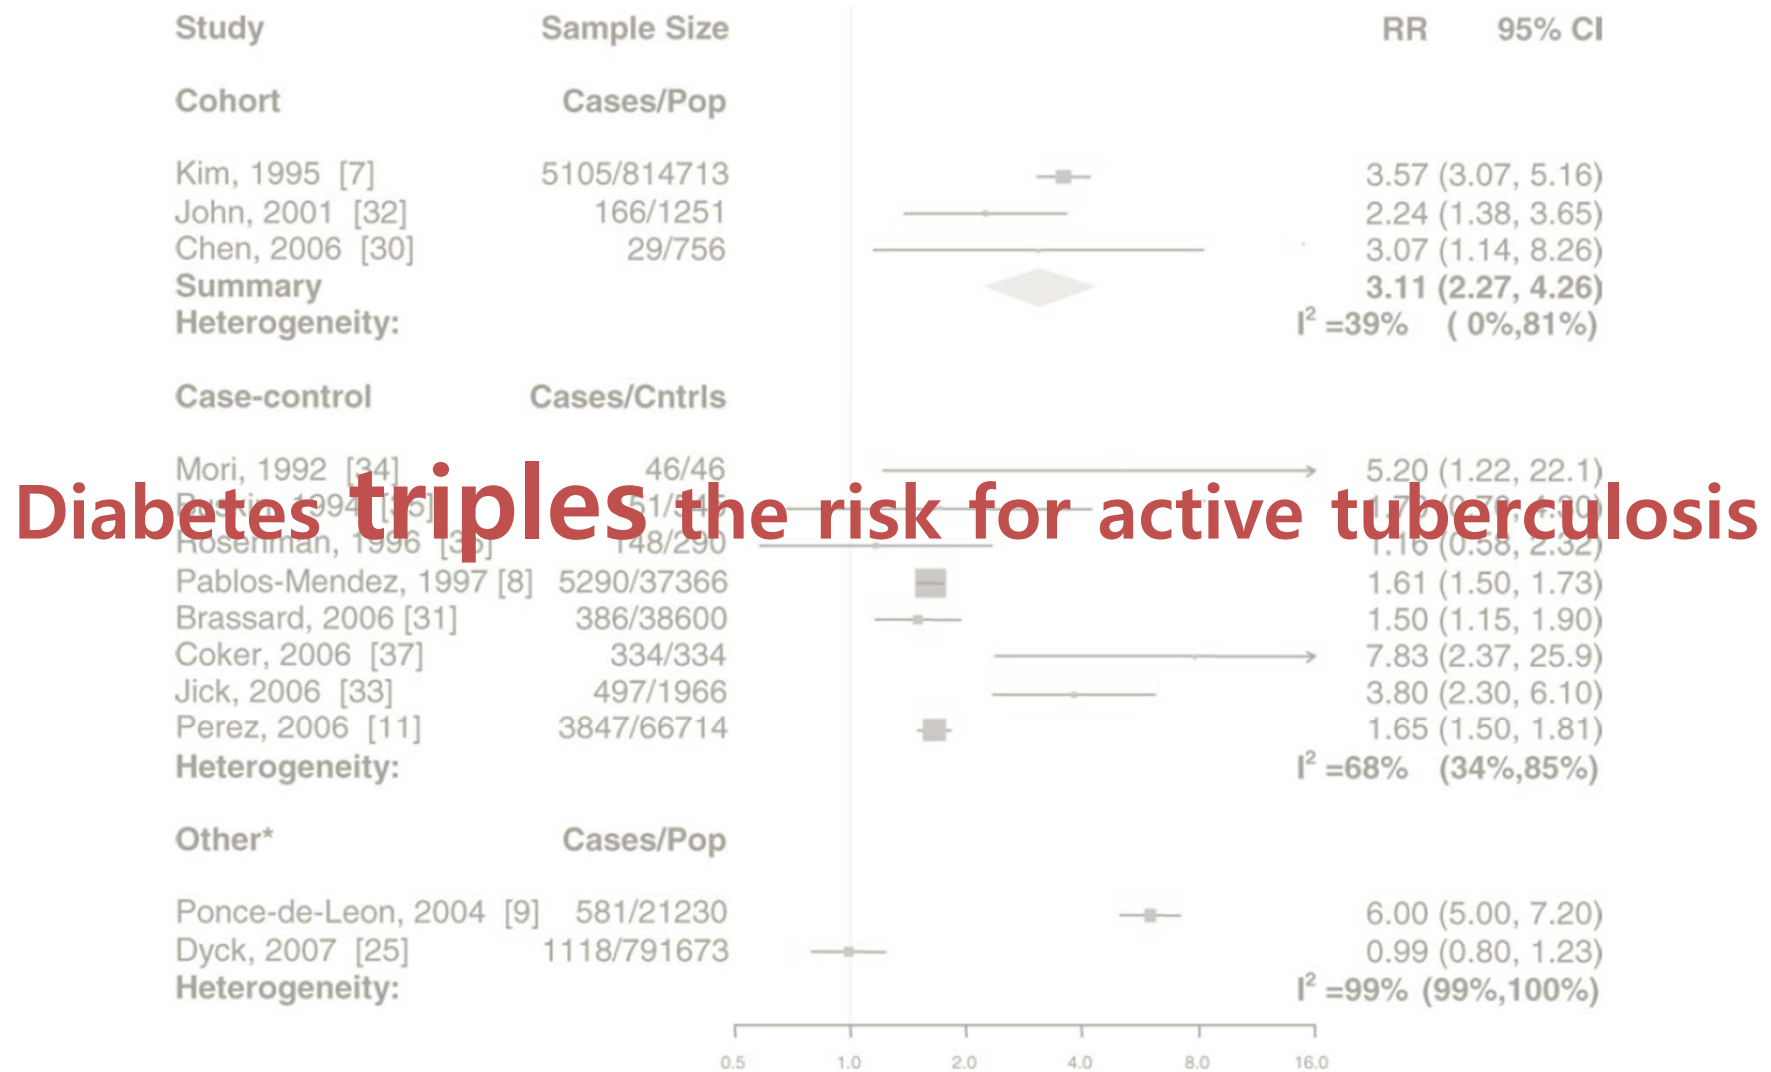 Study Sample Size RR 95% CI
Cohort Cases/Pop
Kim, 1995 [7] 5105/814713 3.57 (3.07, 5.16)
John, 2001 [32] 166/1251 2.24 (1.38, 3.65)
Chen, 2006 [30] 29/756 3.07 (1.14, 8.26)
Summary 3.11 (2.27, 4.26)
Heterogeneity: I² =39% ( 0%,81%)
Case-control Cases/Cntrls
Mori, 1992 [34] 46/46 5.20 (1.22, 22.1)
Diabetes triples the risk for active tuberculosis
1994
Rosenman, 1996 148/290 1.16 (0.58, 2.32)
Pablos-Mendez, 1997 [8] 5290/37366 1.61 (1.50, 1.73)
Brassard, 2006 [31] 386/38600 1.50 (1.15, 1.90)
Coker, 2006 [37] 334/334 7.83 (2.37, 25.9)
Jick, 2006 [33] 497/1966 3.80 (2.30, 6.10)
Perez, 2006 [11] 3847/66714 1.65 (1.50, 1.81)
Heterogeneity: I² =68% (34%,85%)
Other* Cases/Pop
Ponce-de-Leon, 2004 [9] 581/21230 6.00 (5.00, 7.20)
Dyck, 2007 [25] 1118/791673 0.99 (0.80, 1.23)
Heterogeneity: I² =99% (99%,100%)
0.5 1.0 2.0 4.0 8.0 16.0